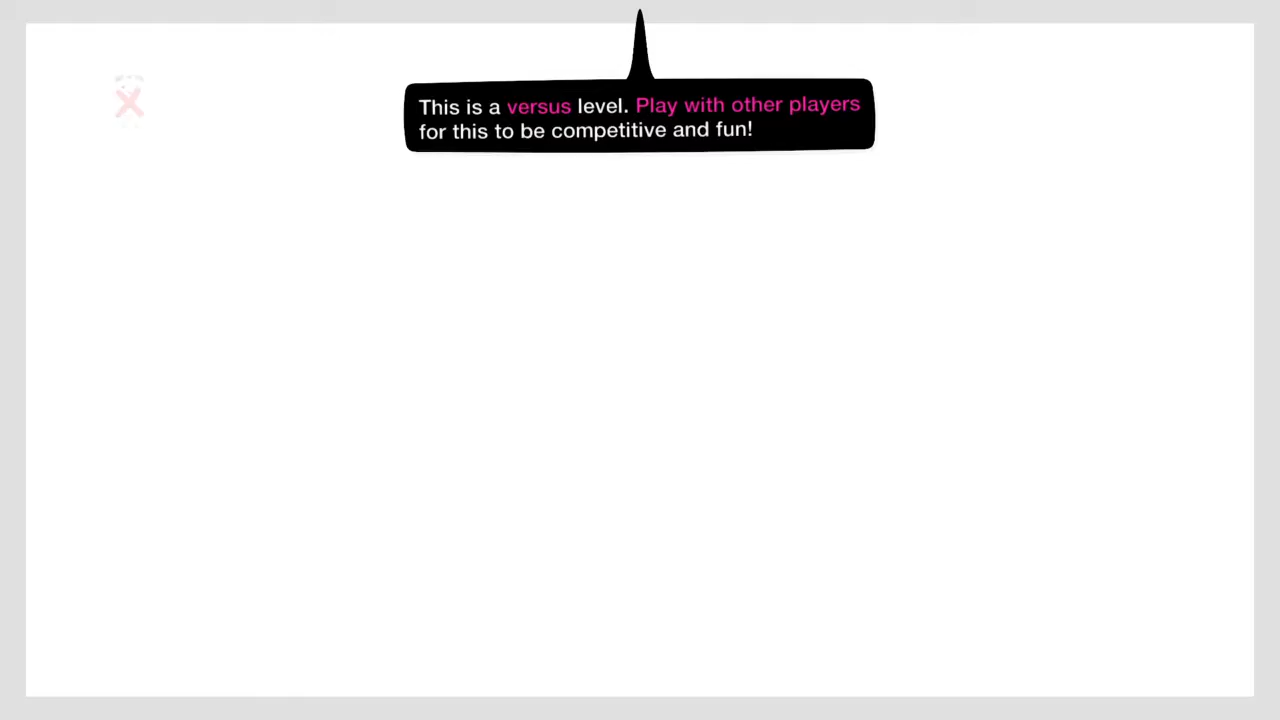 This is a versus level. Play with other players
for this to be competitive and fun!